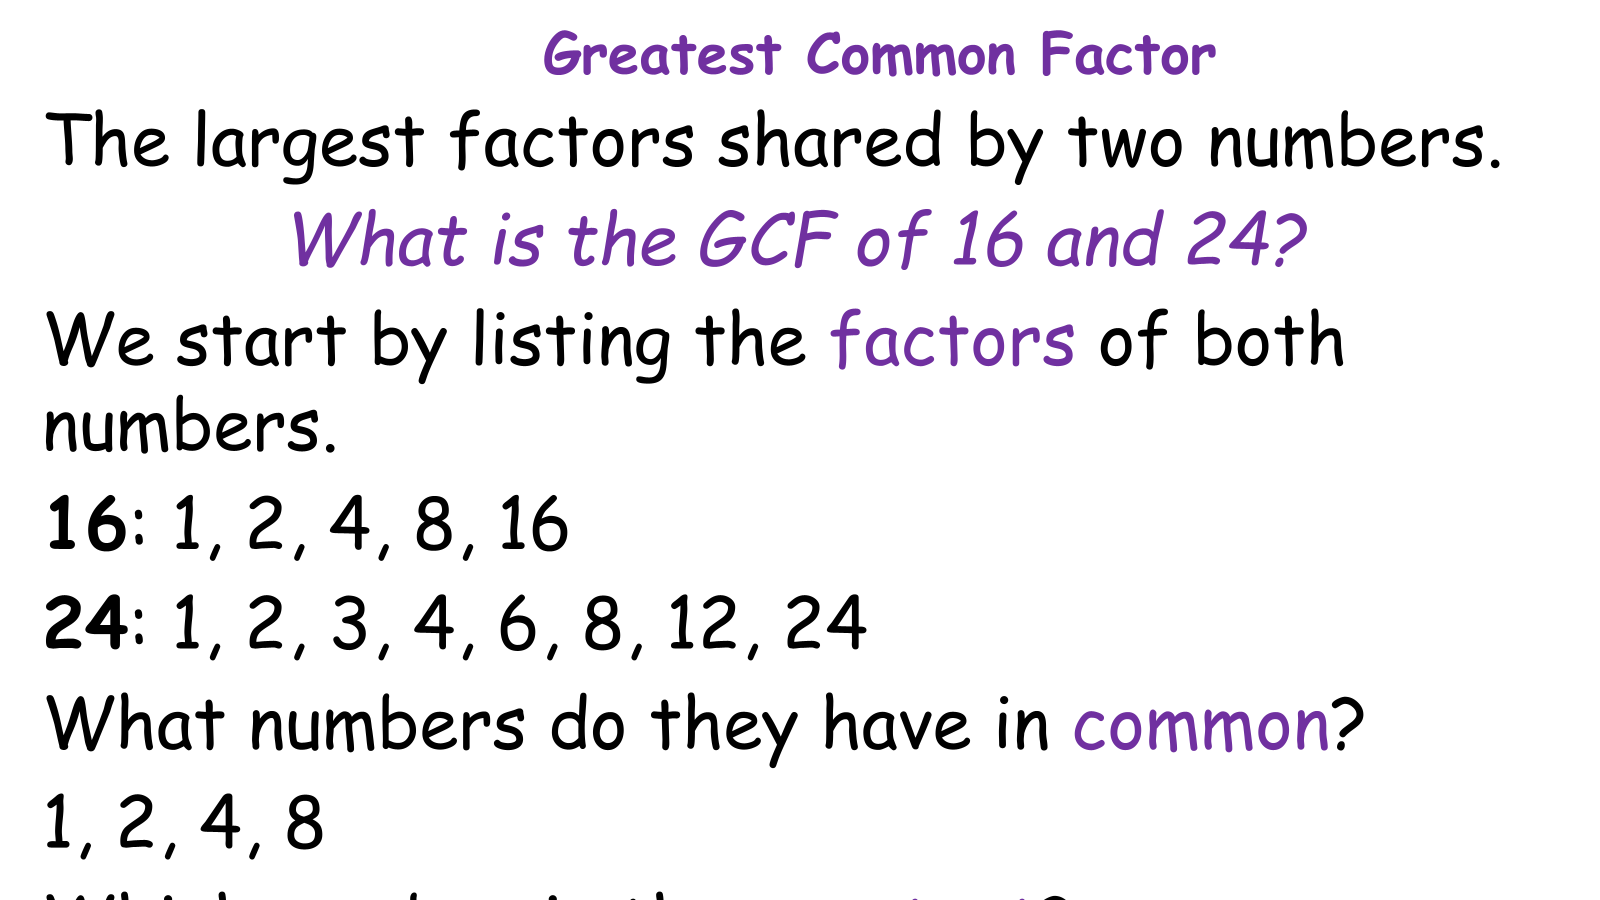 Greatest Common Factor
The largest factors shared by two numbers.
What is the GCF of 16 and 24?
We start by listing the factors of both
numbers.
16: 1, 2, 4, 8, 16
24: 1, 2, 3, 4, 6, 8, 12, 24
What numbers do they have in common?
1, 2, 4, 8